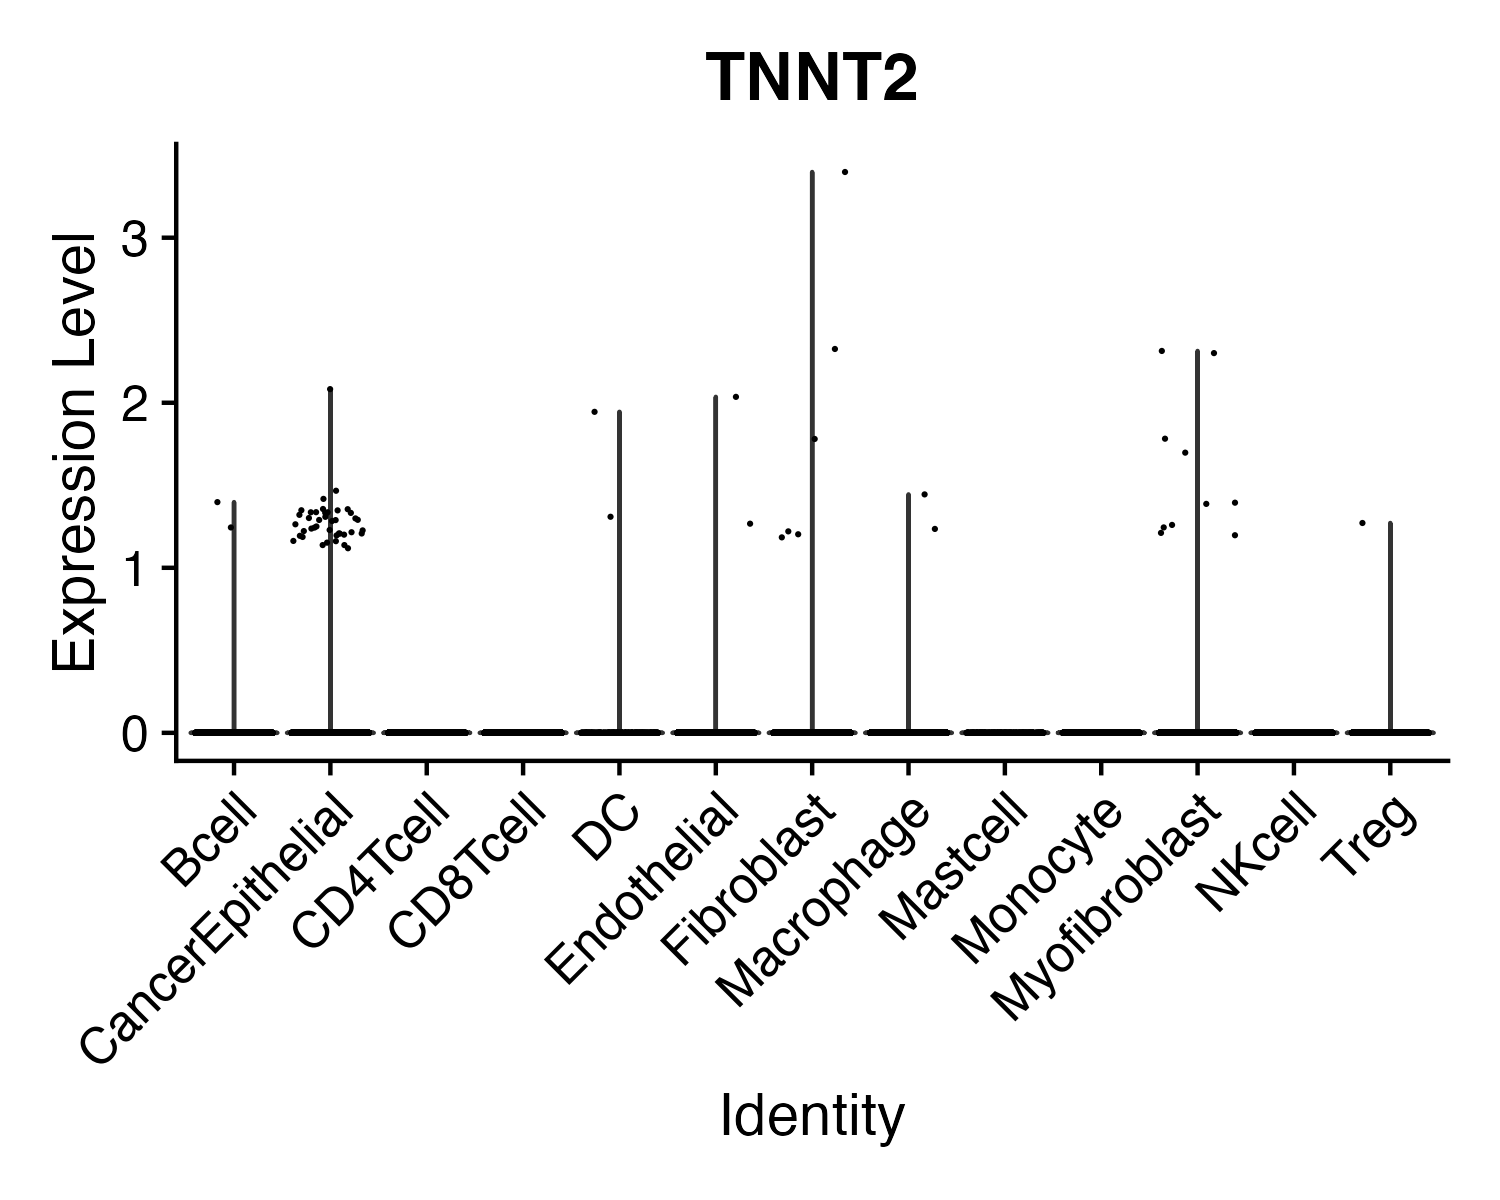 TNNT2
Expression Level
3
2
1
0
Bcell
CancerEpithelial
CD4Tcell
CD8Tcell
DC
Endothelial
Fibroblast
Macrophage
Mastcell
Monocyte
Myofibroblast
NKcell
Treg
Identity